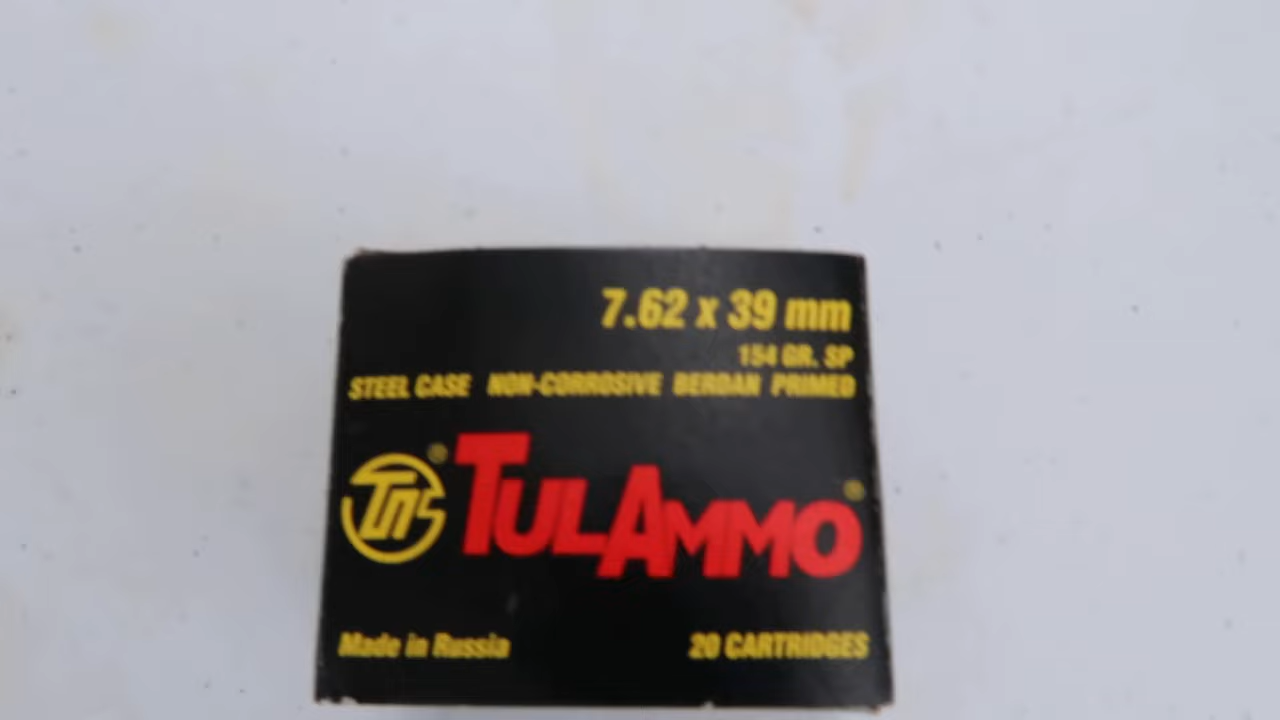 7.62 x 39 mm
154 GR. SP
STEEL CASE NON-CORROSIVE BERDAN PRIMED
TULAMMO®
Made in Russia
20 CARTRIDGES